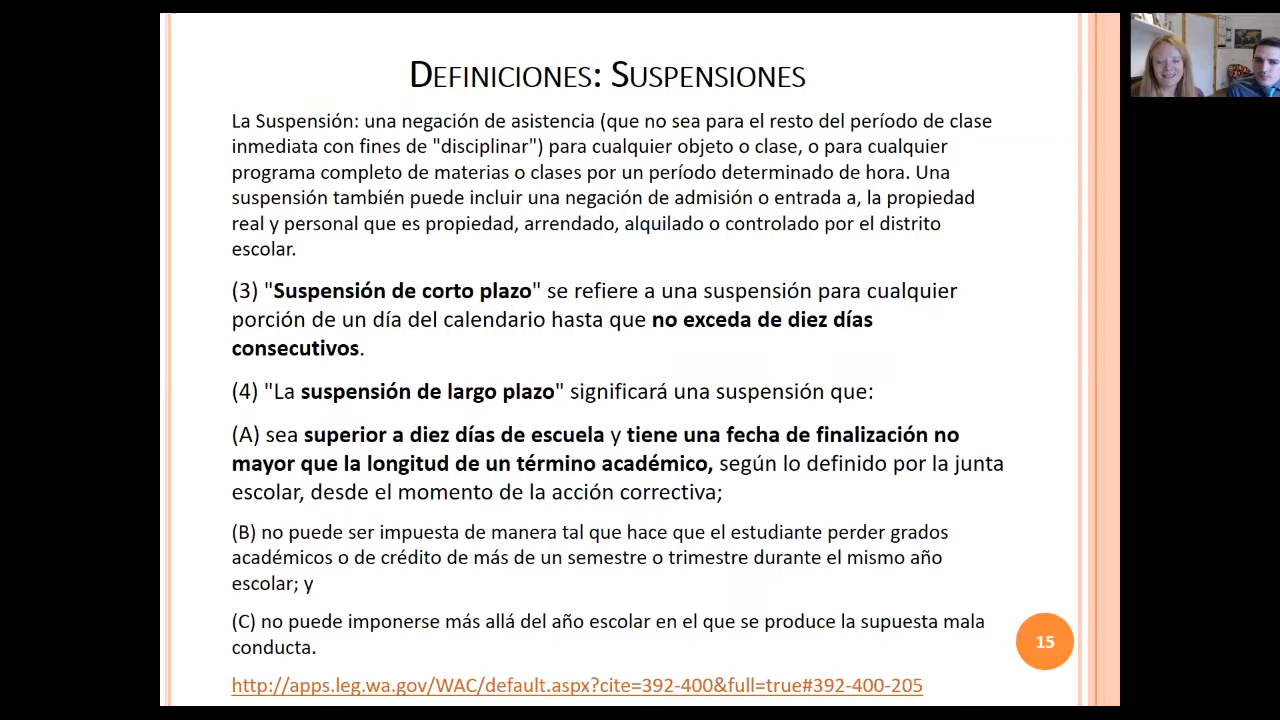 DEFINICIONES: SUSPENSIONES
La Suspensión: una negación de asistencia (que no sea para el resto del período de clase
inmediata con fines de "disciplinar") para cualquier objeto o clase, o para cualquier
programa completo de materias o clases por un período determinado de hora. Una
suspensión también puede incluir una negación de admisión o entrada a, la propiedad
real y personal que es propiedad, arrendado, alquilado o controlado por el distrito
escolar.
(3) "Suspensión de corto plazo" se refiere a una suspensión para cualquier
porción de un día del calendario hasta que no exceda de diez días
consecutivos.
(4) "La suspensión de largo plazo" significará una suspensión que:
(A) sea superior a diez días de escuela y tiene una fecha de finalización no
mayor que la longitud de un término académico, según lo definido por la junta
escolar, desde el momento de la acción correctiva;
(B) no puede ser impuesta de manera tal que hace que el estudiante perder grados
académicos o de crédito de más de un semestre o trimestre durante el mismo año
escolar; y
(C) no puede imponerse más allá del año escolar en el que se produce la supuesta mala
conducta.
15
http://apps.leg.wa.gov/WAC/default.aspx?cite=392-400&full=true#392-400-205